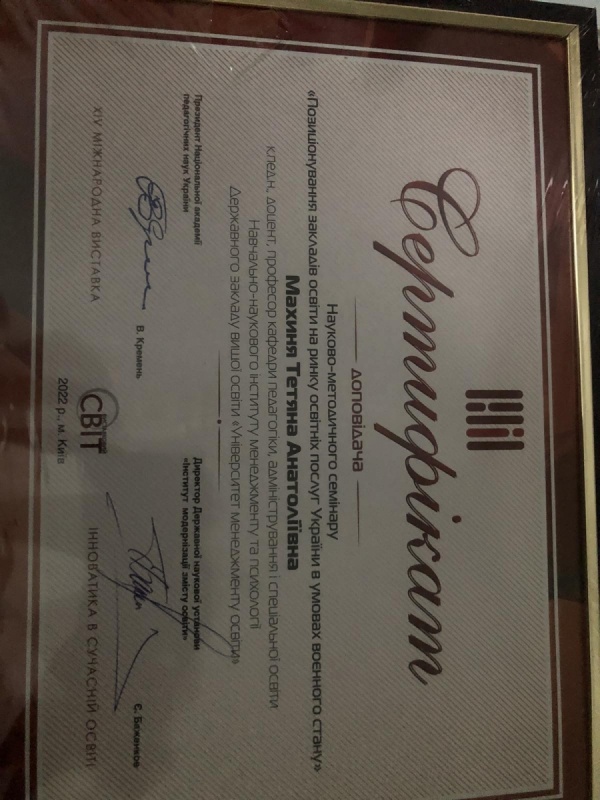 Сертифікат
доповідача
Науково-методичного семінару
«Позиціонування закладів освіти на ринку освітніх послуг України в умовах воєнного стану»
Махиня Тетяна Анатоліївна
к.пед.н, доцент, професор кафедри педагогіки, адміністрування і спеціальної освіти
Навчально-наукового інституту менеджменту та психології
Державного закладу вищої освіти «Університет менеджменту освіти»
Президент Національної академії
педагогічних наук України
В. Кремень
Директор Державної наукової установи
«Інститут модернізації змісту освіти»
Є. Баженков
XIV МІЖНАРОДНА ВИСТАВКА
СВІТ
ІННОВАТИКА В СУЧАСНІЙ ОСВІТІ
2022 р., м. Київ